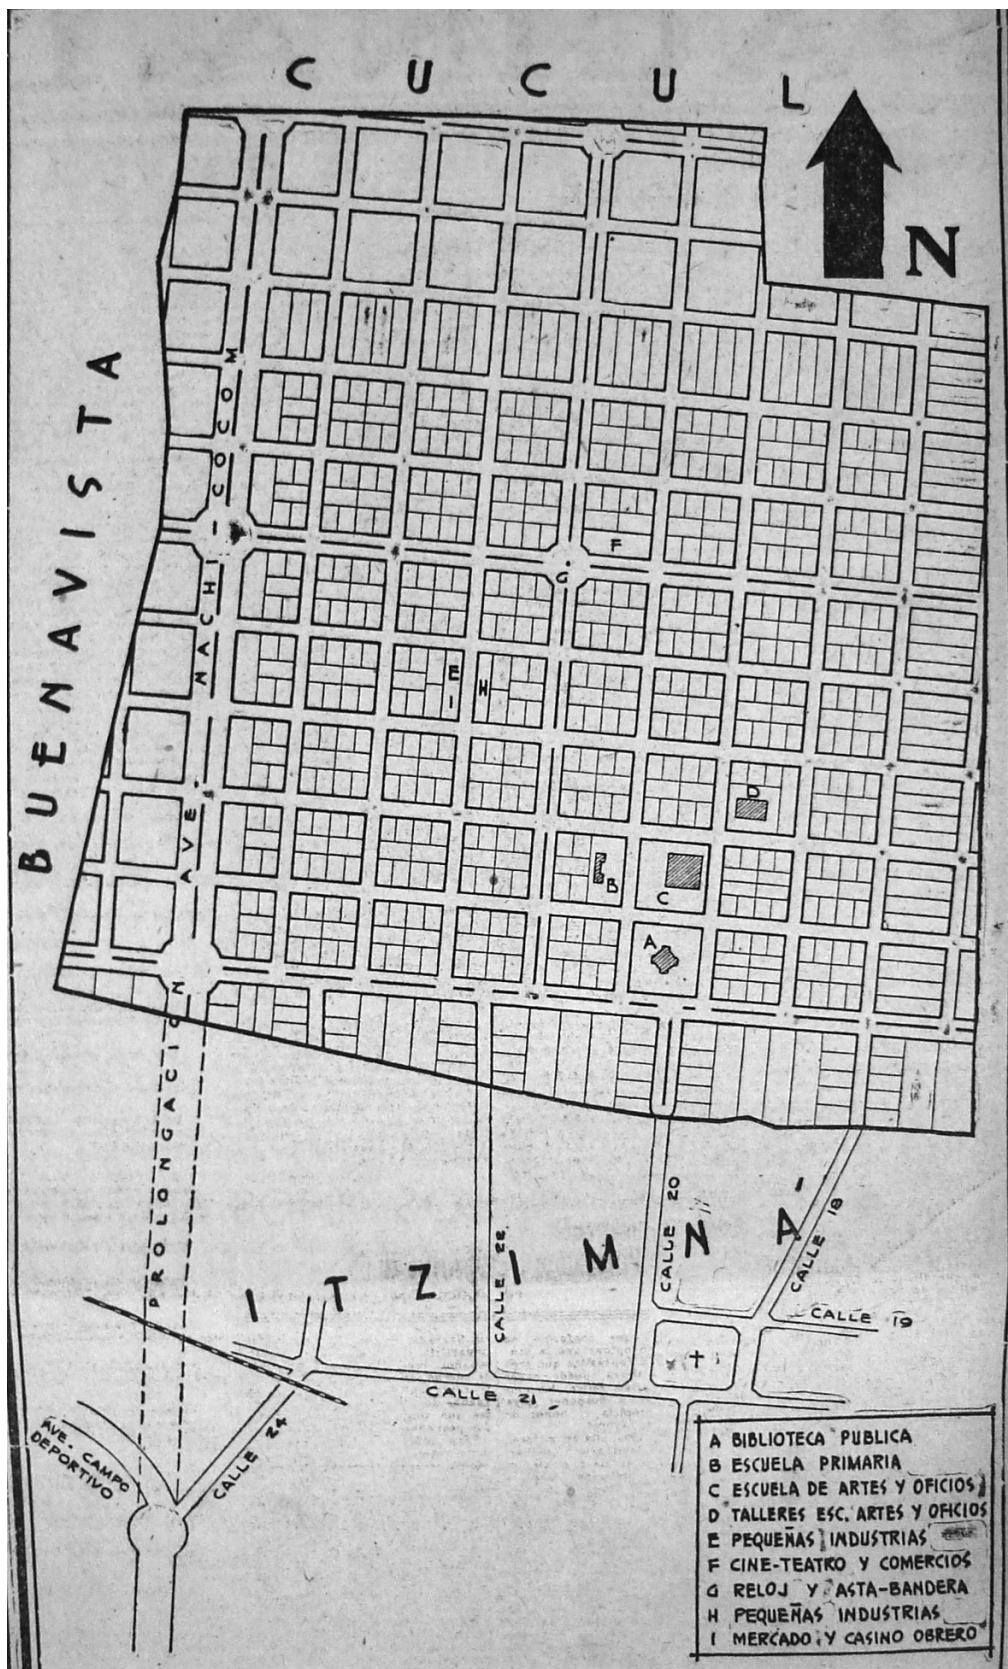 CUCUL
N
BUENAVISTA
AVE. MACHI-COCOM
F
G
E
I
H
D
B
C
A
PROLONGACION
ITZIMNA
CALLE 22
CALLE 20
CALLE 18
CALLE 19
CALLE 21
CALLE 24
AVE. CAMPO
DEPORTIVO
A BIBLIOTECA PUBLICA
B ESCUELA PRIMARIA
C ESCUELA DE ARTES Y OFICIOS
D TALLERES ESC. ARTES Y OFICIOS
E PEQUEÑAS INDUSTRIAS
F CINE-TEATRO Y COMERCIOS
G RELOJ Y ASTA-BANDERA
H PEQUEÑAS INDUSTRIAS
I MERCADO Y CASINO OBRERO